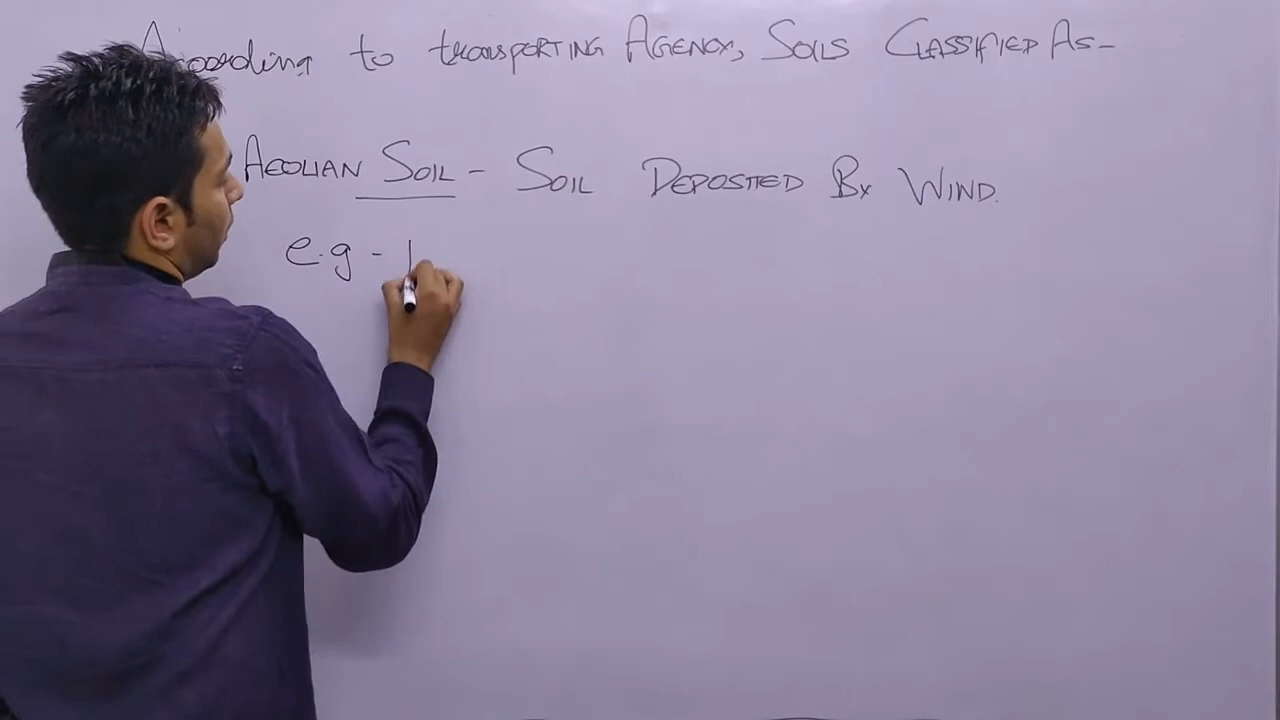 According to transporting Agency, Soils Classified As-
Aeolian Soil - Soil Deposited By Wind.
e.g -